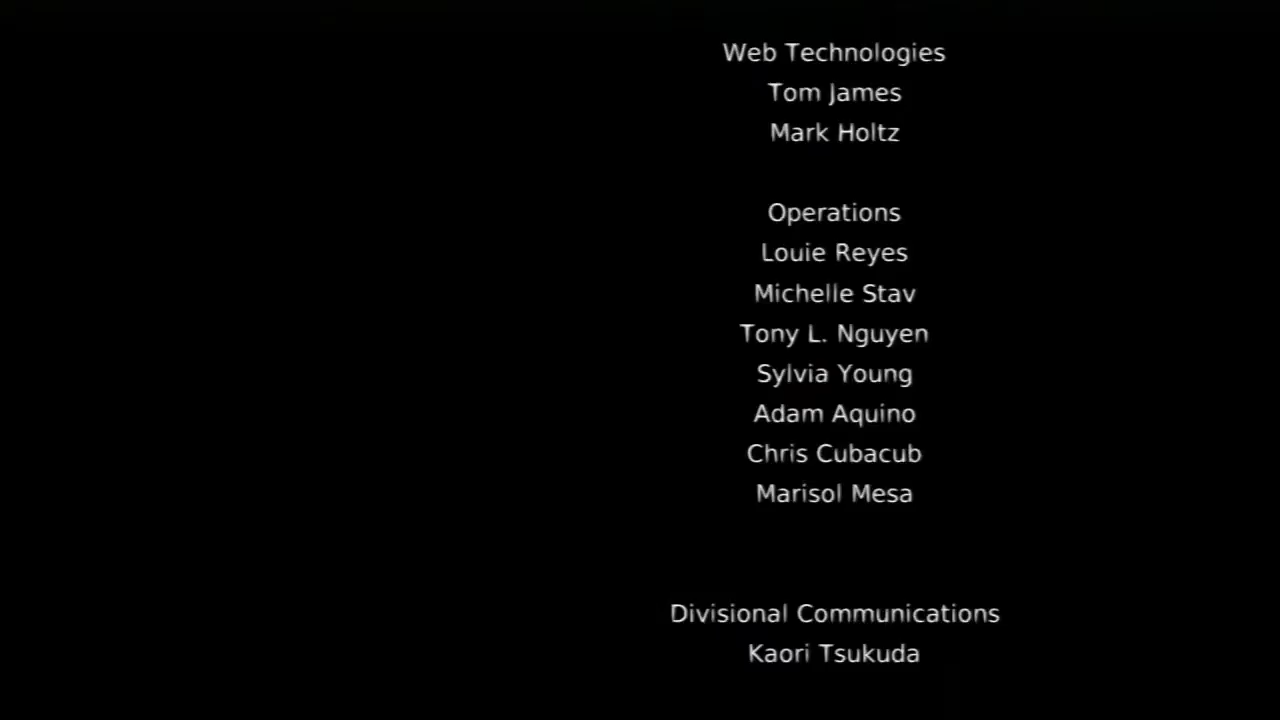 Web Technologies
Tom James
Mark Holtz
Operations
Louie Reyes
Michelle Stav
Tony L. Nguyen
Sylvia Young
Adam Aquino
Chris Cubacub
Marisol Mesa
Divisional Communications
Kaori Tsukuda